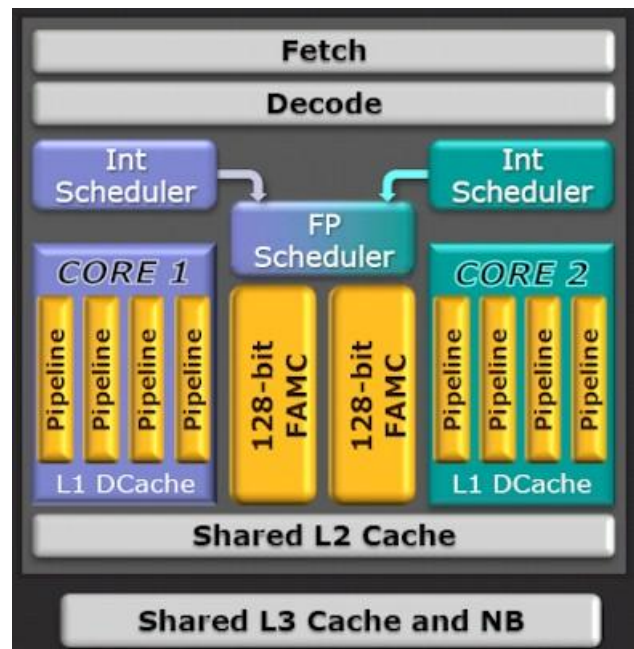 Fetch
Decode
Int
Scheduler
Int
Scheduler
FP
Scheduler
CORE 1
Pipeline
Pipeline
Pipeline
Pipeline
L1 DCache
128-bit
FAMC
128-bit
FAMC
CORE 2
Pipeline
Pipeline
Pipeline
Pipeline
L1 DCache
Shared L2 Cache
Shared L3 Cache and NB